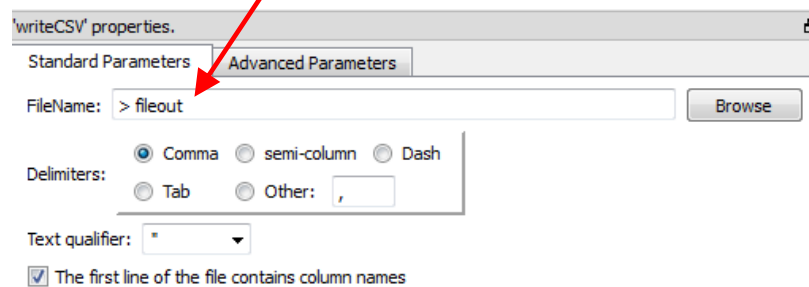 'writeCSV' properties.
Standard Parameters
Advanced Parameters
FileName: > fileout
Browse
Delimiters:
Comma semi-column Dash
Tab Other: ,
Text qualifier: "
The first line of the file contains column names